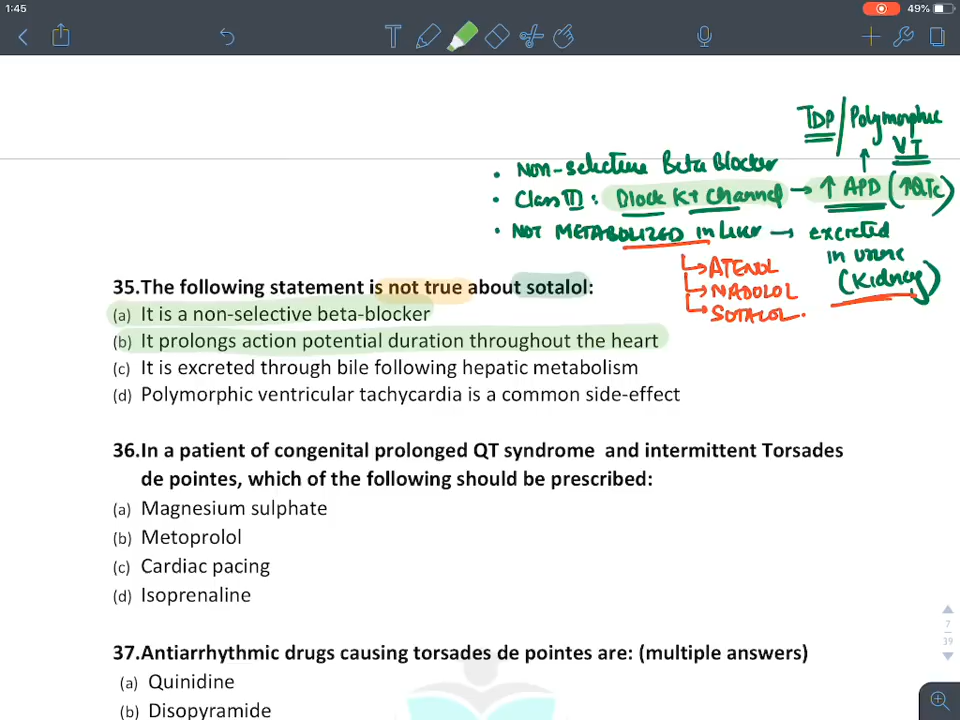 1:45
49%
T
TDP/Polymorphic
VT
• Non-selective Beta Blocker
• Class III : Block K+ Channel → ↑ APD (↑QTc)
• NOT METABOLIZED in Liver → excreted
in urine
(Kidney)
ATENOL
NADOLOL
SOTALOL.
35.The following statement is not true about sotalol:
(a) It is a non-selective beta-blocker
(b) It prolongs action potential duration throughout the heart
(c) It is excreted through bile following hepatic metabolism
(d) Polymorphic ventricular tachycardia is a common side-effect
36.In a patient of congenital prolonged QT syndrome and intermittent Torsades
de pointes, which of the following should be prescribed:
(a) Magnesium sulphate
(b) Metoprolol
(c) Cardiac pacing
(d) Isoprenaline
7
39
37.Antiarrhythmic drugs causing torsades de pointes are: (multiple answers)
(a) Quinidine
(b) Disopyramide